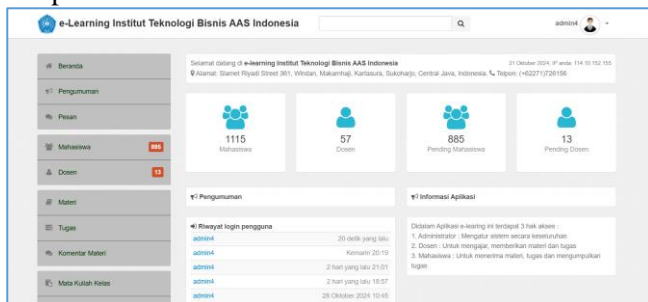 e-Learning Institut Teknologi Bisnis AAS Indonesia
admin4
Beranda
Pengumuman
Pesan
Mahasiswa 885
Dosen 13
Materi
Tugas
Komentar Materi
Mata Kuliah Kelas
Selamat datang di e-learning Institut Teknologi Bisnis AAS Indonesia
31 Oktober 2024, IP anda: 114.10.152.155
Alamat: Slamet Riyadi Street 361, Windan, Makamhaji, Kartasura, Sukoharjo, Central Java, Indonesia. Telpon: (+62271)726156
1115
Mahasiswa
57
Dosen
885
Pending Mahasiswa
13
Pending Dosen
Pengumuman
Riwayat login pengguna
admin4 20 detik yang lalu
admin4 Kemarin 20:19
admin4 2 hari yang lalu 21:01
admin4 2 hari yang lalu 18:57
admin4 28 Oktober 2024 10:45
Informasi Aplikasi
Didalam Aplikasi e-learing ini terdapat 3 hak akses :
1. Administrator : Mengatur sistem secara keseluruhan
2. Dosen : Untuk mengajar, memberikan materi dan tugas
3. Mahasiswa : Untuk menerima materi, tugas dan mengumpulkan
tugas